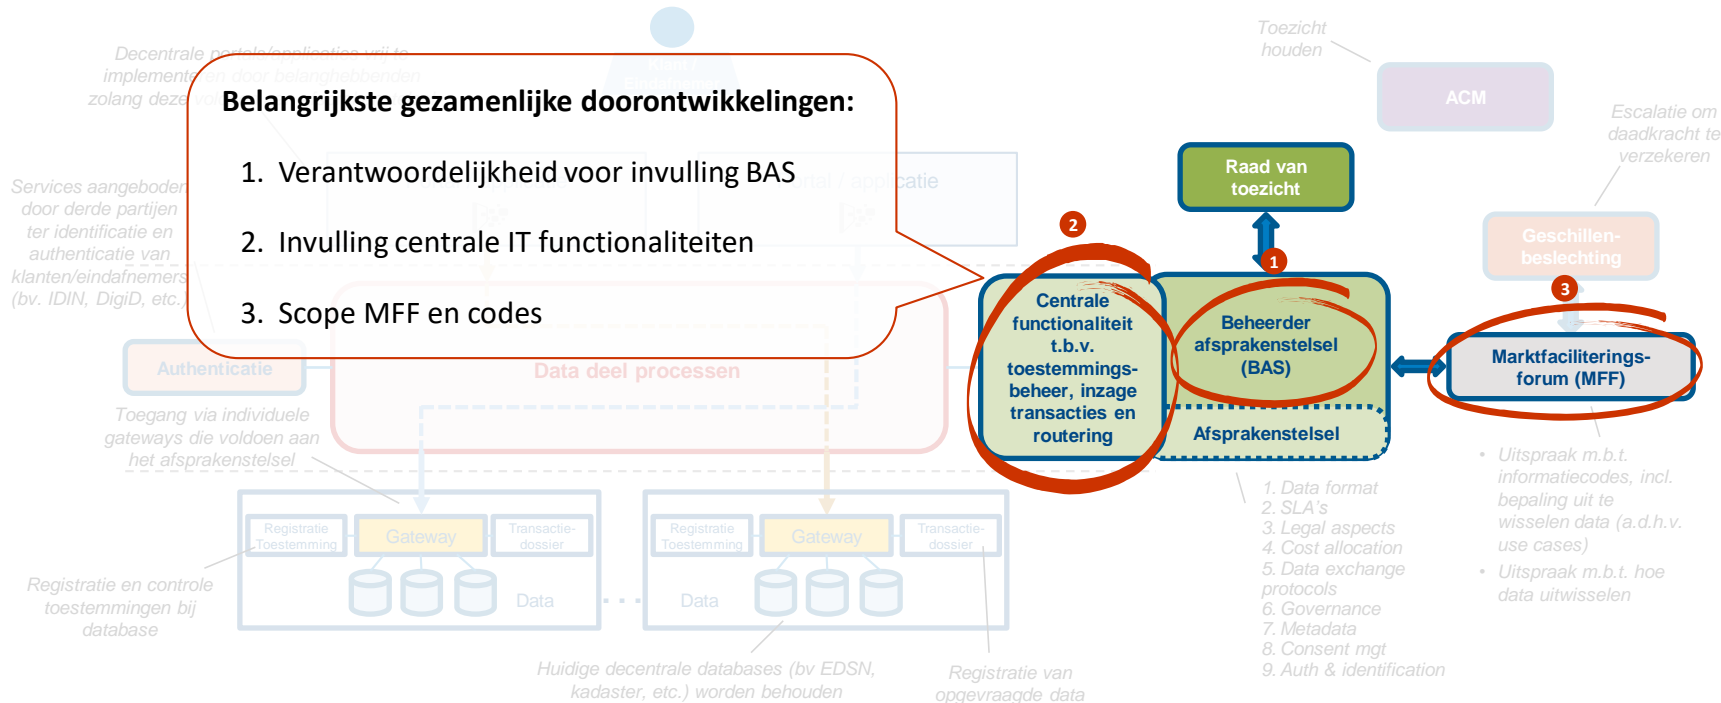 Decentrale portals/applicaties vrij te
implementeren door belanghebbenden
zolang deze
Klant /
Eindafnemer
Toezicht
houden
ACM
Escalatie om
daadkracht te
verzekeren
Belangrijkste gezamenlijke doorontwikkelingen:
1. Verantwoordelijkheid voor invulling BAS
2. Invulling centrale IT functionaliteiten
3. Scope MFF en codes
Portal / applicatie
Services aangeboden
door derde partijen
ter identificatie en
authenticatie van
klanten/eindafnemers
(bv. IDIN, DigiD, etc.)
Raad van
toezicht
2
1
3
Geschillen-
beslechting
Centrale
functionaliteit
t.b.v.
toestemmings-
beheer, inzage
transacties en
routering
Beheerder
afsprakenstelsel
(BAS)
Afsprakenstelsel
Marktfaciliterings-
forum (MFF)
Authenticatie
Data deel processen
Toegang via individuele
gateways die voldoen aan
het afsprakenstelsel
Registratie
Toestemming
Gateway
Transactie-
dossier
Data
Registratie
Toestemming
Gateway
Transactie-
dossier
Data
Registratie en controle
toestemmingen bij
database
Huidige decentrale databases (bv EDSN,
kadaster, etc.) worden behouden
Registratie van
opgevraagde data
1. Data format
2. SLA's
3. Legal aspects
4. Cost allocation
5. Data exchange
protocols
6. Governance
7. Metadata
8. Consent mgt
9. Auth & identification
• Uitspraak m.b.t.
informatiecodes, incl.
bepaling uit te
wisselen data (a.d.h.v.
use cases)
• Uitspraak m.b.t. hoe
data uitwisselen